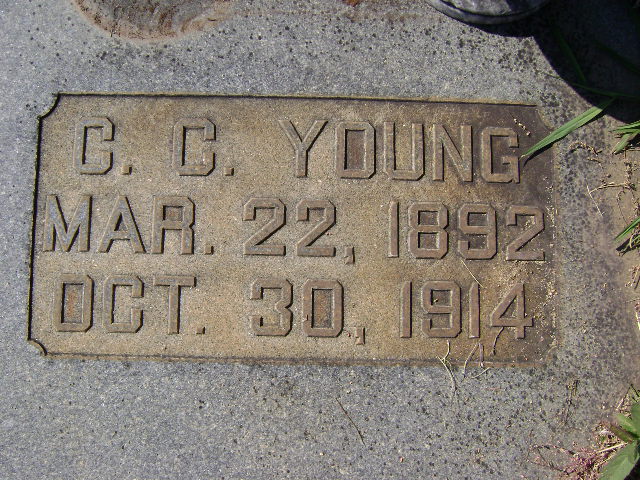 C. C. YOUNG
MAR. 22, 1892
OCT. 30, 1914